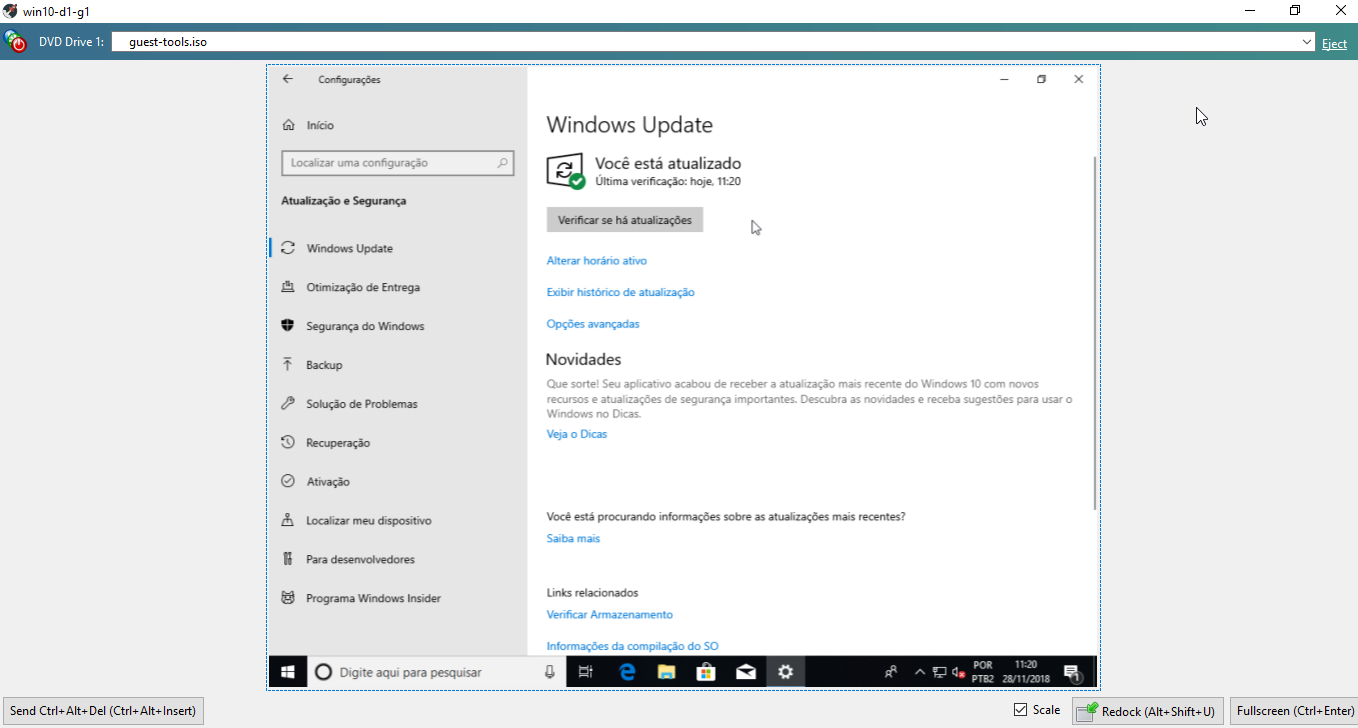 win10-d1-g1
DVD Drive 1: guest-tools.iso Eject
Configurações
Início
Localizar uma configuração
Atualização e Segurança
Windows Update
Otimização de Entrega
Segurança do Windows
Backup
Solução de Problemas
Recuperação
Ativação
Localizar meu dispositivo
Para desenvolvedores
Programa Windows Insider
Windows Update
Você está atualizado
Última verificação: hoje, 11:20
Verificar se há atualizações
Alterar horário ativo
Exibir histórico de atualização
Opções avançadas
Novidades
Que sorte! Seu aplicativo acabou de receber a atualização mais recente do Windows 10 com novos
recursos e atualizações de segurança importantes. Descubra as novidades e receba sugestões para usar o
Windows no Dicas.
Veja o Dicas
Você está procurando informações sobre as atualizações mais recentes?
Saiba mais
Links relacionados
Verificar Armazenamento
Informações da compilação do SO
Digite aqui para pesquisar
POR
PTB2
11:20
28/11/2018
1
Send Ctrl+Alt+Del (Ctrl+Alt+Insert)
Scale
Redock (Alt+Shift+U)
Fullscreen (Ctrl+Enter)